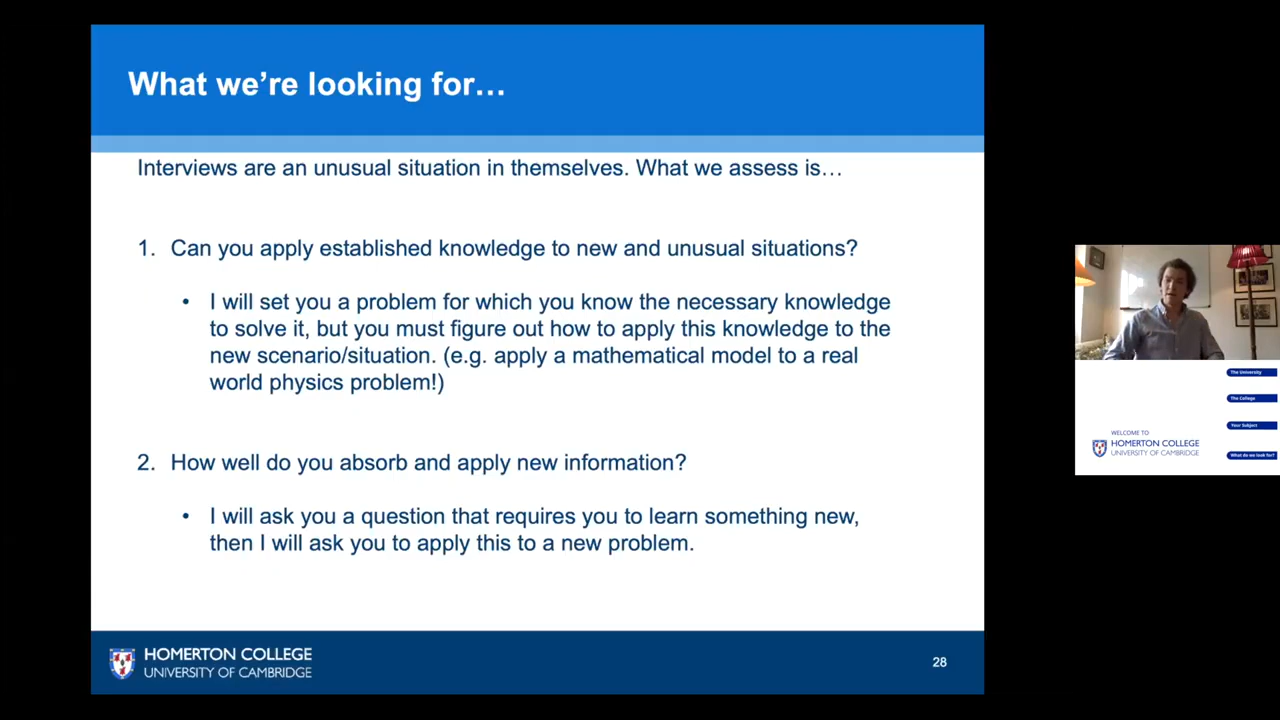 What we're looking for…
Interviews are an unusual situation in themselves. What we assess is…
1. Can you apply established knowledge to new and unusual situations?
• I will set you a problem for which you know the necessary knowledge
to solve it, but you must figure out how to apply this knowledge to the
new scenario/situation. (e.g. apply a mathematical model to a real
world physics problem!)
2. How well do you absorb and apply new information?
• I will ask you a question that requires you to learn something new,
then I will ask you to apply this to a new problem.
HOMERTON COLLEGE
UNIVERSITY OF CAMBRIDGE
28
The University
The College
Your Subject
What do we look for?
WELCOME TO
HOMERTON COLLEGE
UNIVERSITY OF CAMBRIDGE